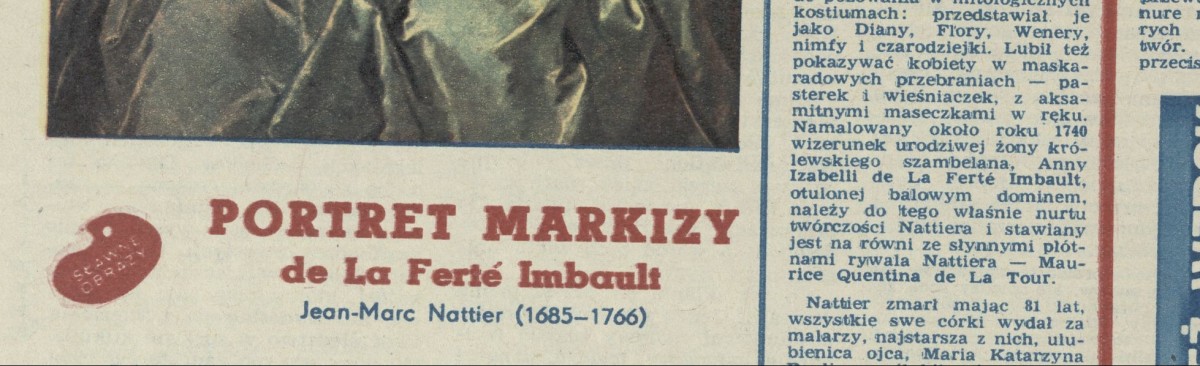 PORTRET MARKIZY
de La Ferté Imbault
Jean-Marc Nattier (1685–1766)
SŁAWNE
OBRAZY
kostiumach: przedstawiał je
jako Diany, Flory, Wenery,
nimfy i czarodziejki. Lubił też
pokazywać kobiety w maska-
radowych przebraniach — pa-
sterek i wieśniaczek, z aksa-
mitnymi maseczkami w ręku.
Namalowany około roku 1740
wizerunek urodziwej żony kró-
lewskiego szambelana, Anny
Izabelli de La Ferté Imbault,
otulonej balowym dominem,
należy do tego właśnie nurtu
twórczości Nattiera i stawiany
jest na równi ze słynnymi płót-
nami rywala Nattiera — Mau-
rice Quentina de La Tour.
Nattier zmarł mając 81 lat,
wszystkie swe córki wydał za
malarzy, najstarsza z nich, ulu-
bienica ojca, Maria Katarzyna
nure
rych
twór.
przecis